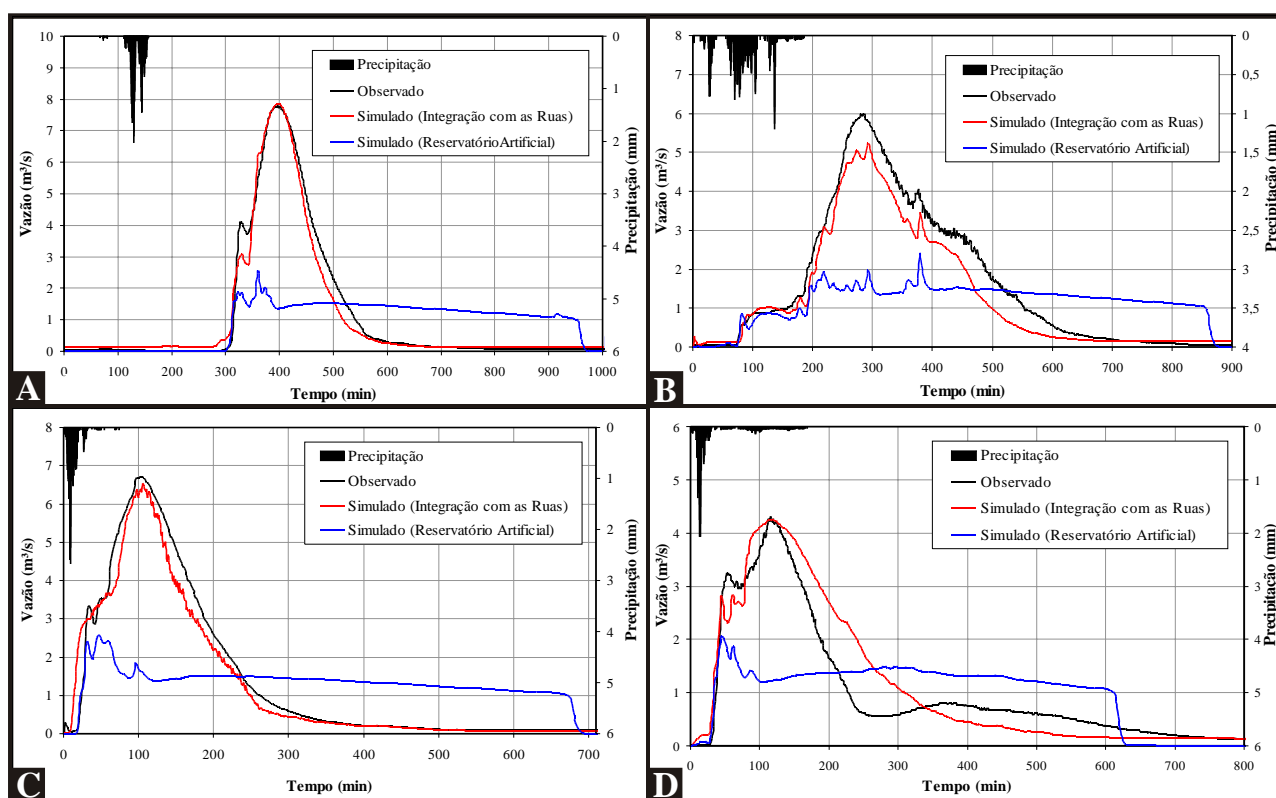 10
9
8
7
6
5
4
3
2
1
0
Vazão (m³/s)
Precipitação
Observado
Simulado (Integração com as Ruas)
Simulado (ReservatórioArtificial)
0
1
2
3
4
5
6
Precipitação (mm)
0 100 200 300 400 500 600 700 800 900 1000
Tempo (min)
A
8
7
6
5
4
3
2
1
0
Vazão (m³/s)
Precipitação
Observado
Simulado (Integração com as Ruas)
Simulado (Reservatório Artificial)
0
0,5
1
1,5
2
2,5
3
3,5
4
Precipitação (mm)
0 100 200 300 400 500 600 700 800 900
Tempo (min)
B
8
7
6
5
4
3
2
1
0
Vazão (m³/s)
Precipitação
Observado
Simulado (Integração com as Ruas)
Simulado (Reservatório Artificial)
0
1
2
3
4
5
6
Precipitação (mm)
0 100 200 300 400 500 600 700
Tempo (min)
C
6
5
4
3
2
1
0
Vazão (m³/s)
Precipitação
Observado
Simulado (Integração com as Ruas)
Simulado (Reservatório Artificial)
0
1
2
3
4
5
6
Precipitação (mm)
0 100 200 300 400 500 600 700 800
Tempo (min)
D